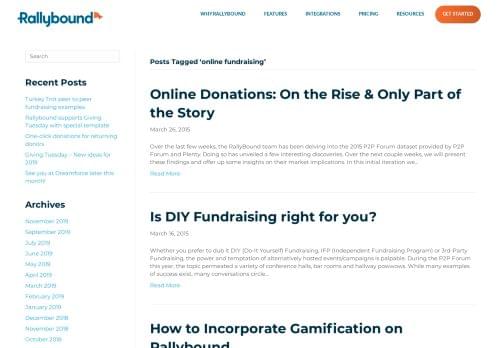 Rallybound
WHY RALLYBOUND FEATURES INTEGRATIONS PRICING RESOURCES GET STARTED
Search
Recent Posts
Turkey Trot peer to peer
fundraising examples
Rallybound supports Giving
Tuesday with special template
One-click donations for returning
donors
Giving Tuesday – New ideas for
2019
See you at Dreamforce later this
month!
Archives
November 2019
September 2019
July 2019
June 2019
May 2019
April 2019
March 2019
February 2019
January 2019
December 2018
November 2018
October 2018
Posts Tagged ‘online fundraising’
Online Donations: On the Rise & Only Part of
the Story
March 26, 2015
Over the last few weeks, the RallyBound team has been delving into the 2015 P2P Forum dataset provided by P2P
Forum and Plenty. Doing so has unveiled a few interesting discoveries. Over the next couple weeks, we will present
these findings and offer up some insights on their market implications. In this initial iteration we...
Read More
Is DIY Fundraising right for you?
March 16, 2015
Whether you prefer to dub it DIY (Do-It-Yourself) Fundraising, IFP (Independent Fundraising Program) or 3rd-Party
Fundraising, the power and temptation of alternatively hosted events/campaigns is palpable. During the P2P Forum
this year, the topic permeated a variety of conference halls, bar rooms and hallway powwows. While many examples
of success exist, many conversations circle...
Read More
How to Incorporate Gamification on
Rallybound